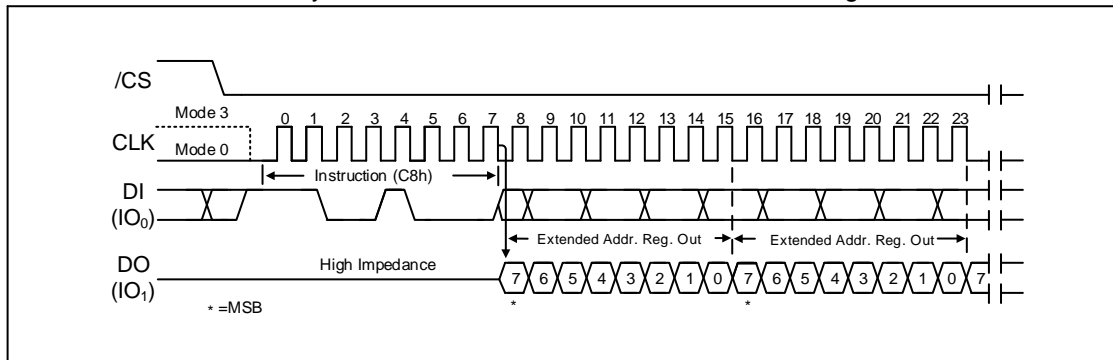 /CS
Mode 3
0 1 2 3 4 5 6 7 8 9 10 11 12 13 14 15 16 17 18 19 20 21 22 23
CLK
Mode 0
Instruction (C8h)
DI
(IO0)
Extended Addr. Reg. Out
Extended Addr. Reg. Out
High Impedance
DO
(IO1)
7 6 5 4 3 2 1 0 7 6 5 4 3 2 1 0 7
* *
* =MSB